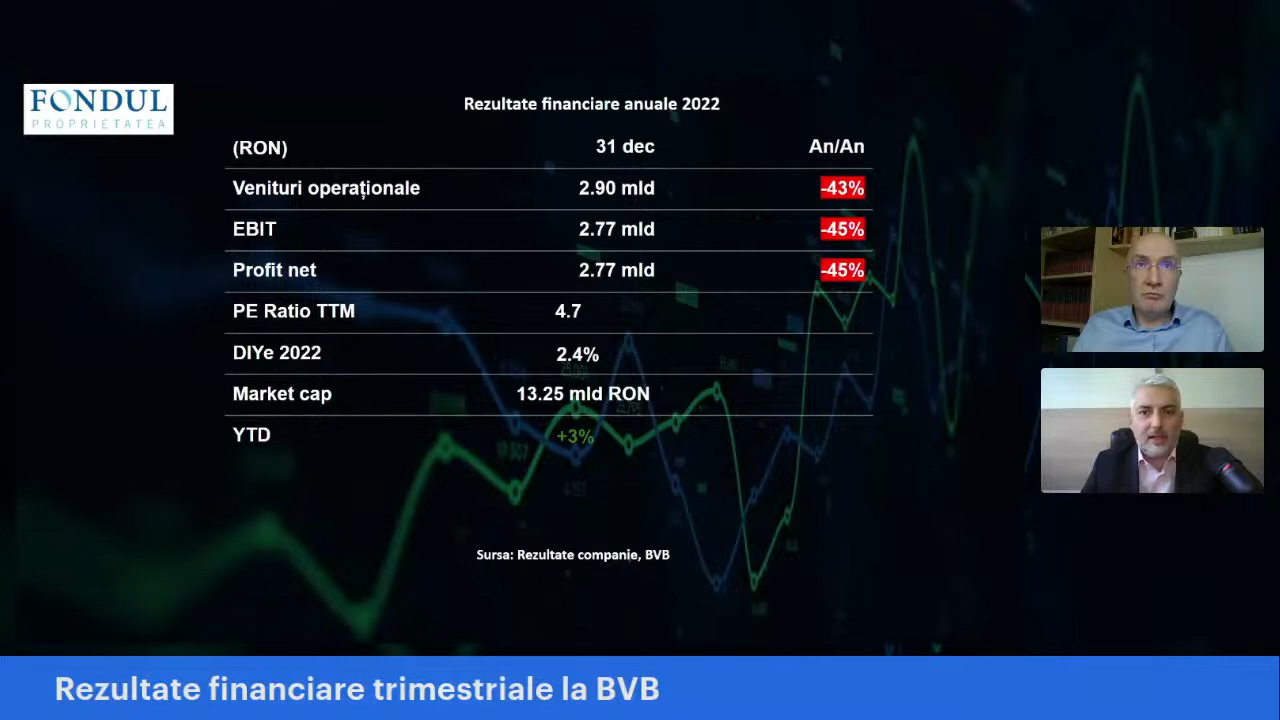 FONDUL
PROPRIETATEA
Rezultate financiare anuale 2022
(RON) 31 dec An/An
Venituri operaționale 2.90 mld -43%
EBIT 2.77 mld -45%
Profit net 2.77 mld -45%
PE Ratio TTM 4.7
DIYe 2022 2.4%
Market cap 13.25 mld RON
YTD +3%
Sursa: Rezultate companie, BVB
Rezultate financiare trimestriale la BVB